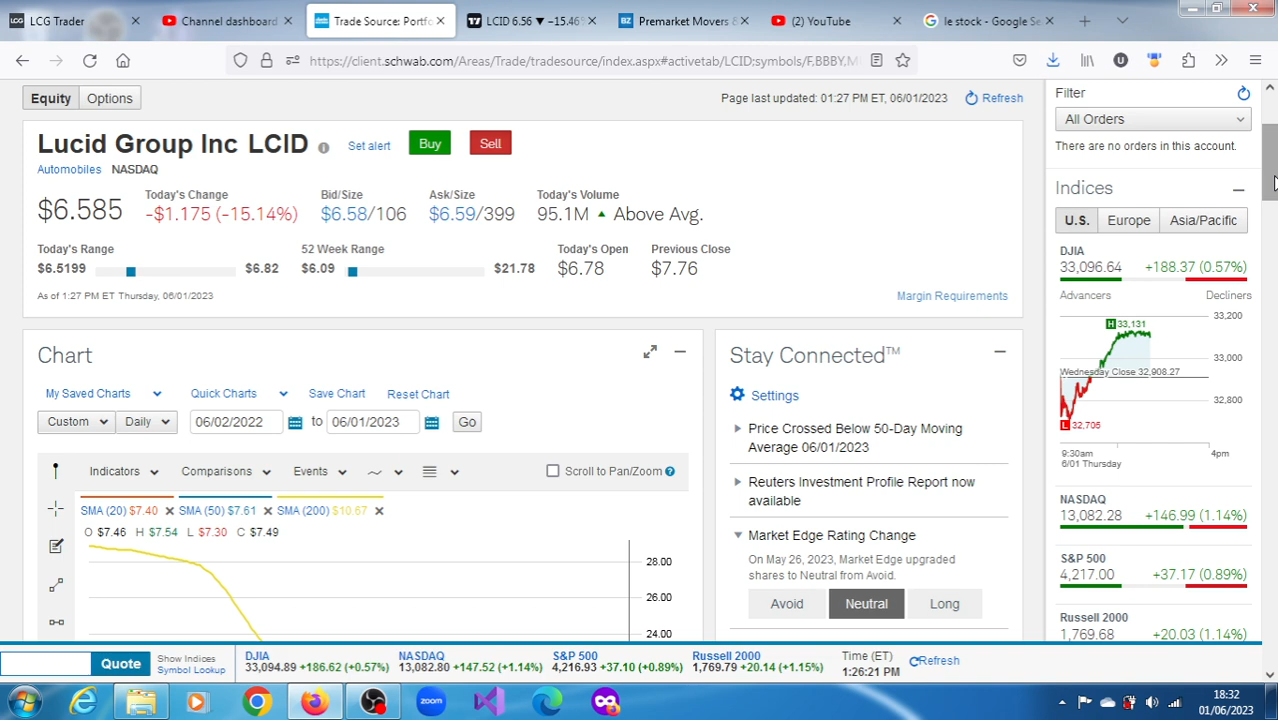 LCG Trader
Channel dashboard
Trade Source: Portfo
LCID 6.56 ▼ −15.46%
Premarket Movers &
(2) YouTube
le stock - Google Se
https://client.schwab.com/Areas/Trade/tradesource/index.aspx#activetab/LCID;symbols/F,BBBY,M
Equity Options
Page last updated: 01:27 PM ET, 06/01/2023 Refresh
Lucid Group Inc LCID Set alert Buy Sell
Automobiles NASDAQ
$6.585
Today's Change
-$1.175 (-15.14%)
Bid/Size
$6.58/106
Ask/Size
$6.59/399
Today's Volume
95.1M ▲ Above Avg.
Today's Range
$6.5199 $6.82
52 Week Range
$6.09 $21.78
Today's Open
$6.78
Previous Close
$7.76
As of 1:27 PM ET Thursday, 06/01/2023
Margin Requirements
Chart
My Saved Charts Quick Charts Save Chart Reset Chart
Custom Daily 06/02/2022 to 06/01/2023 Go
Indicators Comparisons Events Scroll to Pan/Zoom
SMA (20) $7.40 SMA (50) $7.61 SMA (200) $10.67
O $7.46 H $7.54 L $7.30 C $7.49
28.00
26.00
24.00
Stay Connected™
Settings
Price Crossed Below 50-Day Moving
Average 06/01/2023
Reuters Investment Profile Report now
available
Market Edge Rating Change
On May 26, 2023, Market Edge upgraded
shares to Neutral from Avoid.
Avoid Neutral Long
Filter
All Orders
There are no orders in this account.
Indices
U.S. Europe Asia/Pacific
DJIA
33,096.64 +188.37 (0.57%)
Advancers Decliners
H 33,131
33,200
33,000
Wednesday Close 32,908.27
32,800
L 32,705
9:30am 4pm
6/01 Thursday
NASDAQ
13,082.28 +146.99 (1.14%)
S&P 500
4,217.00 +37.17 (0.89%)
Russell 2000
1,769.68 +20.03 (1.14%)
Quote
Show Indices
Symbol Lookup
DJIA
33,094.89 +186.62 (+0.57%)
NASDAQ
13,082.80 +147.52 (+1.14%)
S&P 500
4,216.93 +37.10 (+0.89%)
Russell 2000
1,769.79 +20.14 (+1.15%)
Time (ET)
1:26:21 PM
Refresh
zoom
18:32
01/06/2023